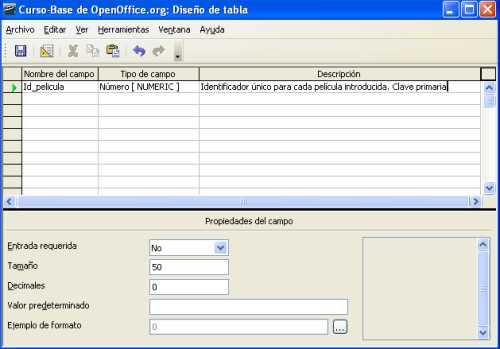 Curso-Base de OpenOffice.org: Diseño de tabla
Archivo Editar Ver Herramientas Ventana Ayuda
Nombre del campo Tipo de campo Descripción
Id_pelicula Número [ NUMERIC ] Identificador único para cada película introducida. Clave primaria
Propiedades del campo
Entrada requerida No
Tamaño 50
Decimales 0
Valor predeterminado
Ejemplo de formato 0 ...